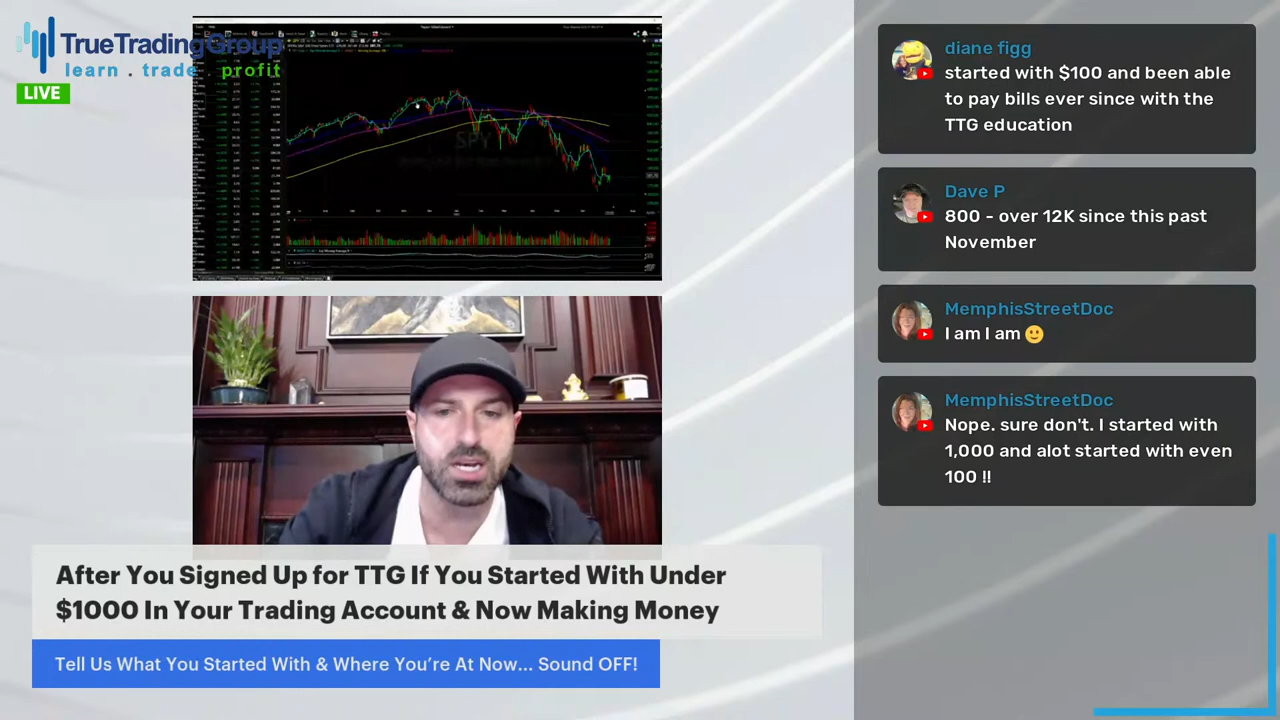 TrueTradingGroup
learn . trade . profit
LIVE
SPY
After You Signed Up for TTG If You Started With Under
$1000 In Your Trading Account & Now Making Money
Tell Us What You Started With & Where You’re At Now... Sound OFF!
diane figg
started with $100 and been able
to pay bills ever since with the
TTG education
Dave P
800 - over 12K since this past
November
MemphisStreetDoc
I am I am 🙂
MemphisStreetDoc
Nope. sure don't. I started with
1,000 and alot started with even
100 !!